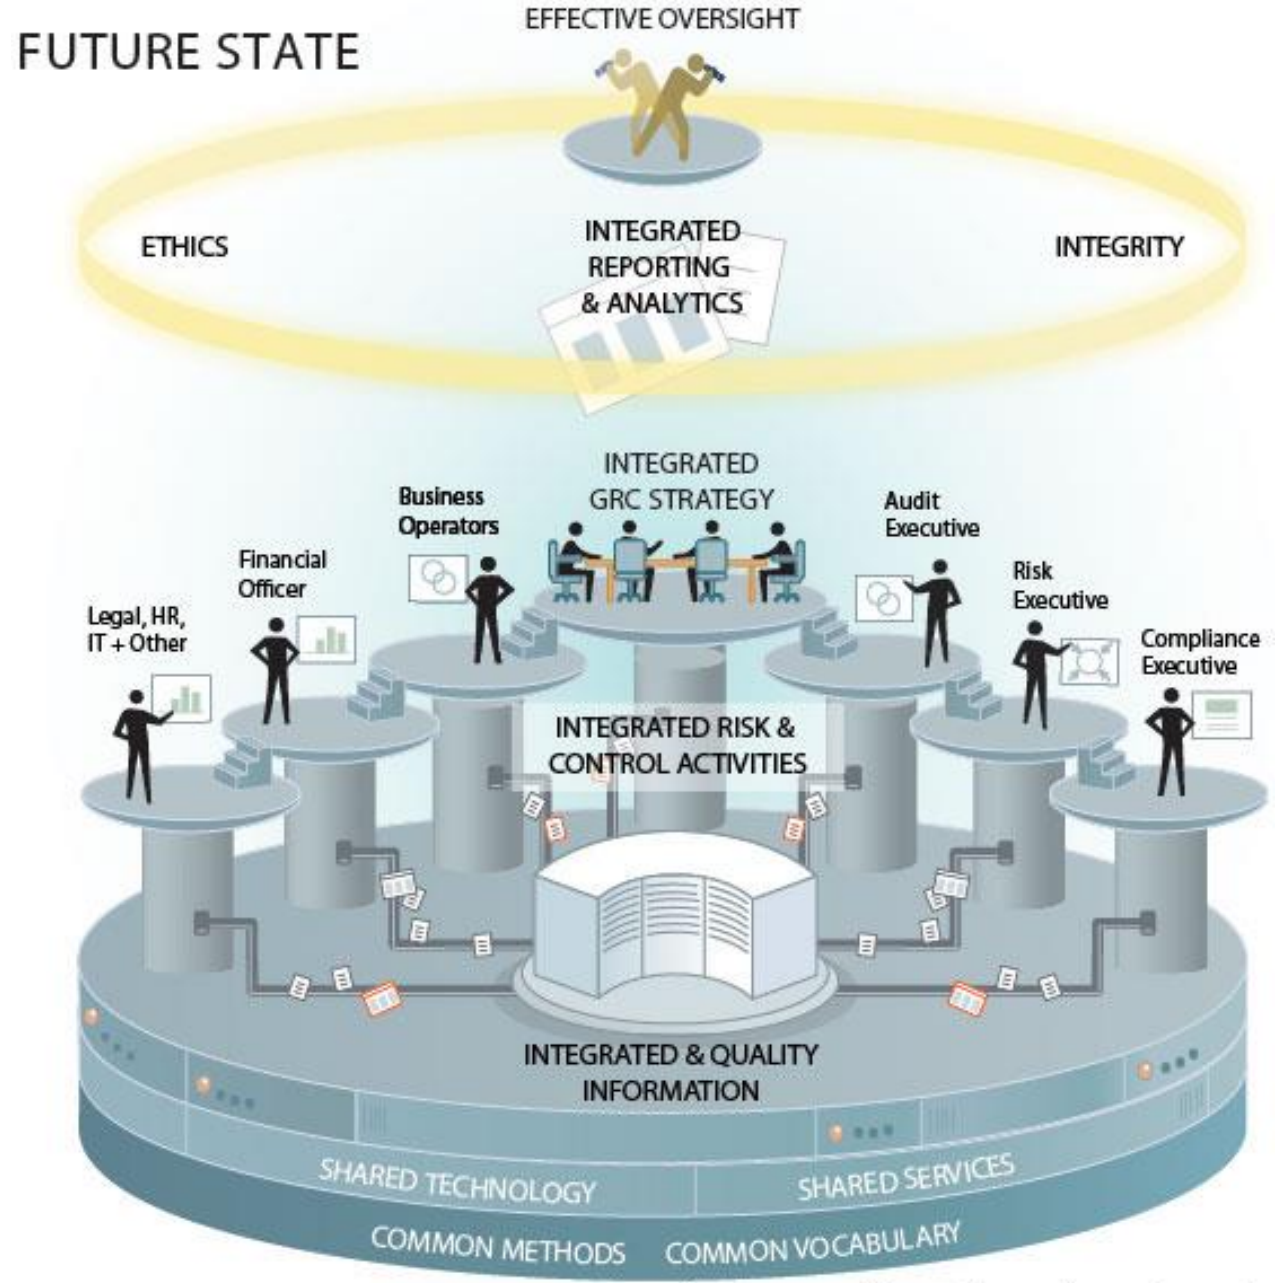 FUTURE STATE
EFFECTIVE OVERSIGHT
ETHICS
INTEGRATED
REPORTING
& ANALYTICS
INTEGRITY
INTEGRATED
GRC STRATEGY
Business
Operators
Audit
Executive
Financial
Officer
Risk
Executive
Legal, HR,
IT + Other
Compliance
Executive
INTEGRATED RISK &
CONTROL ACTIVITIES
INTEGRATED & QUALITY
INFORMATION
SHARED TECHNOLOGY
SHARED SERVICES
COMMON METHODS
COMMON VOCABULARY